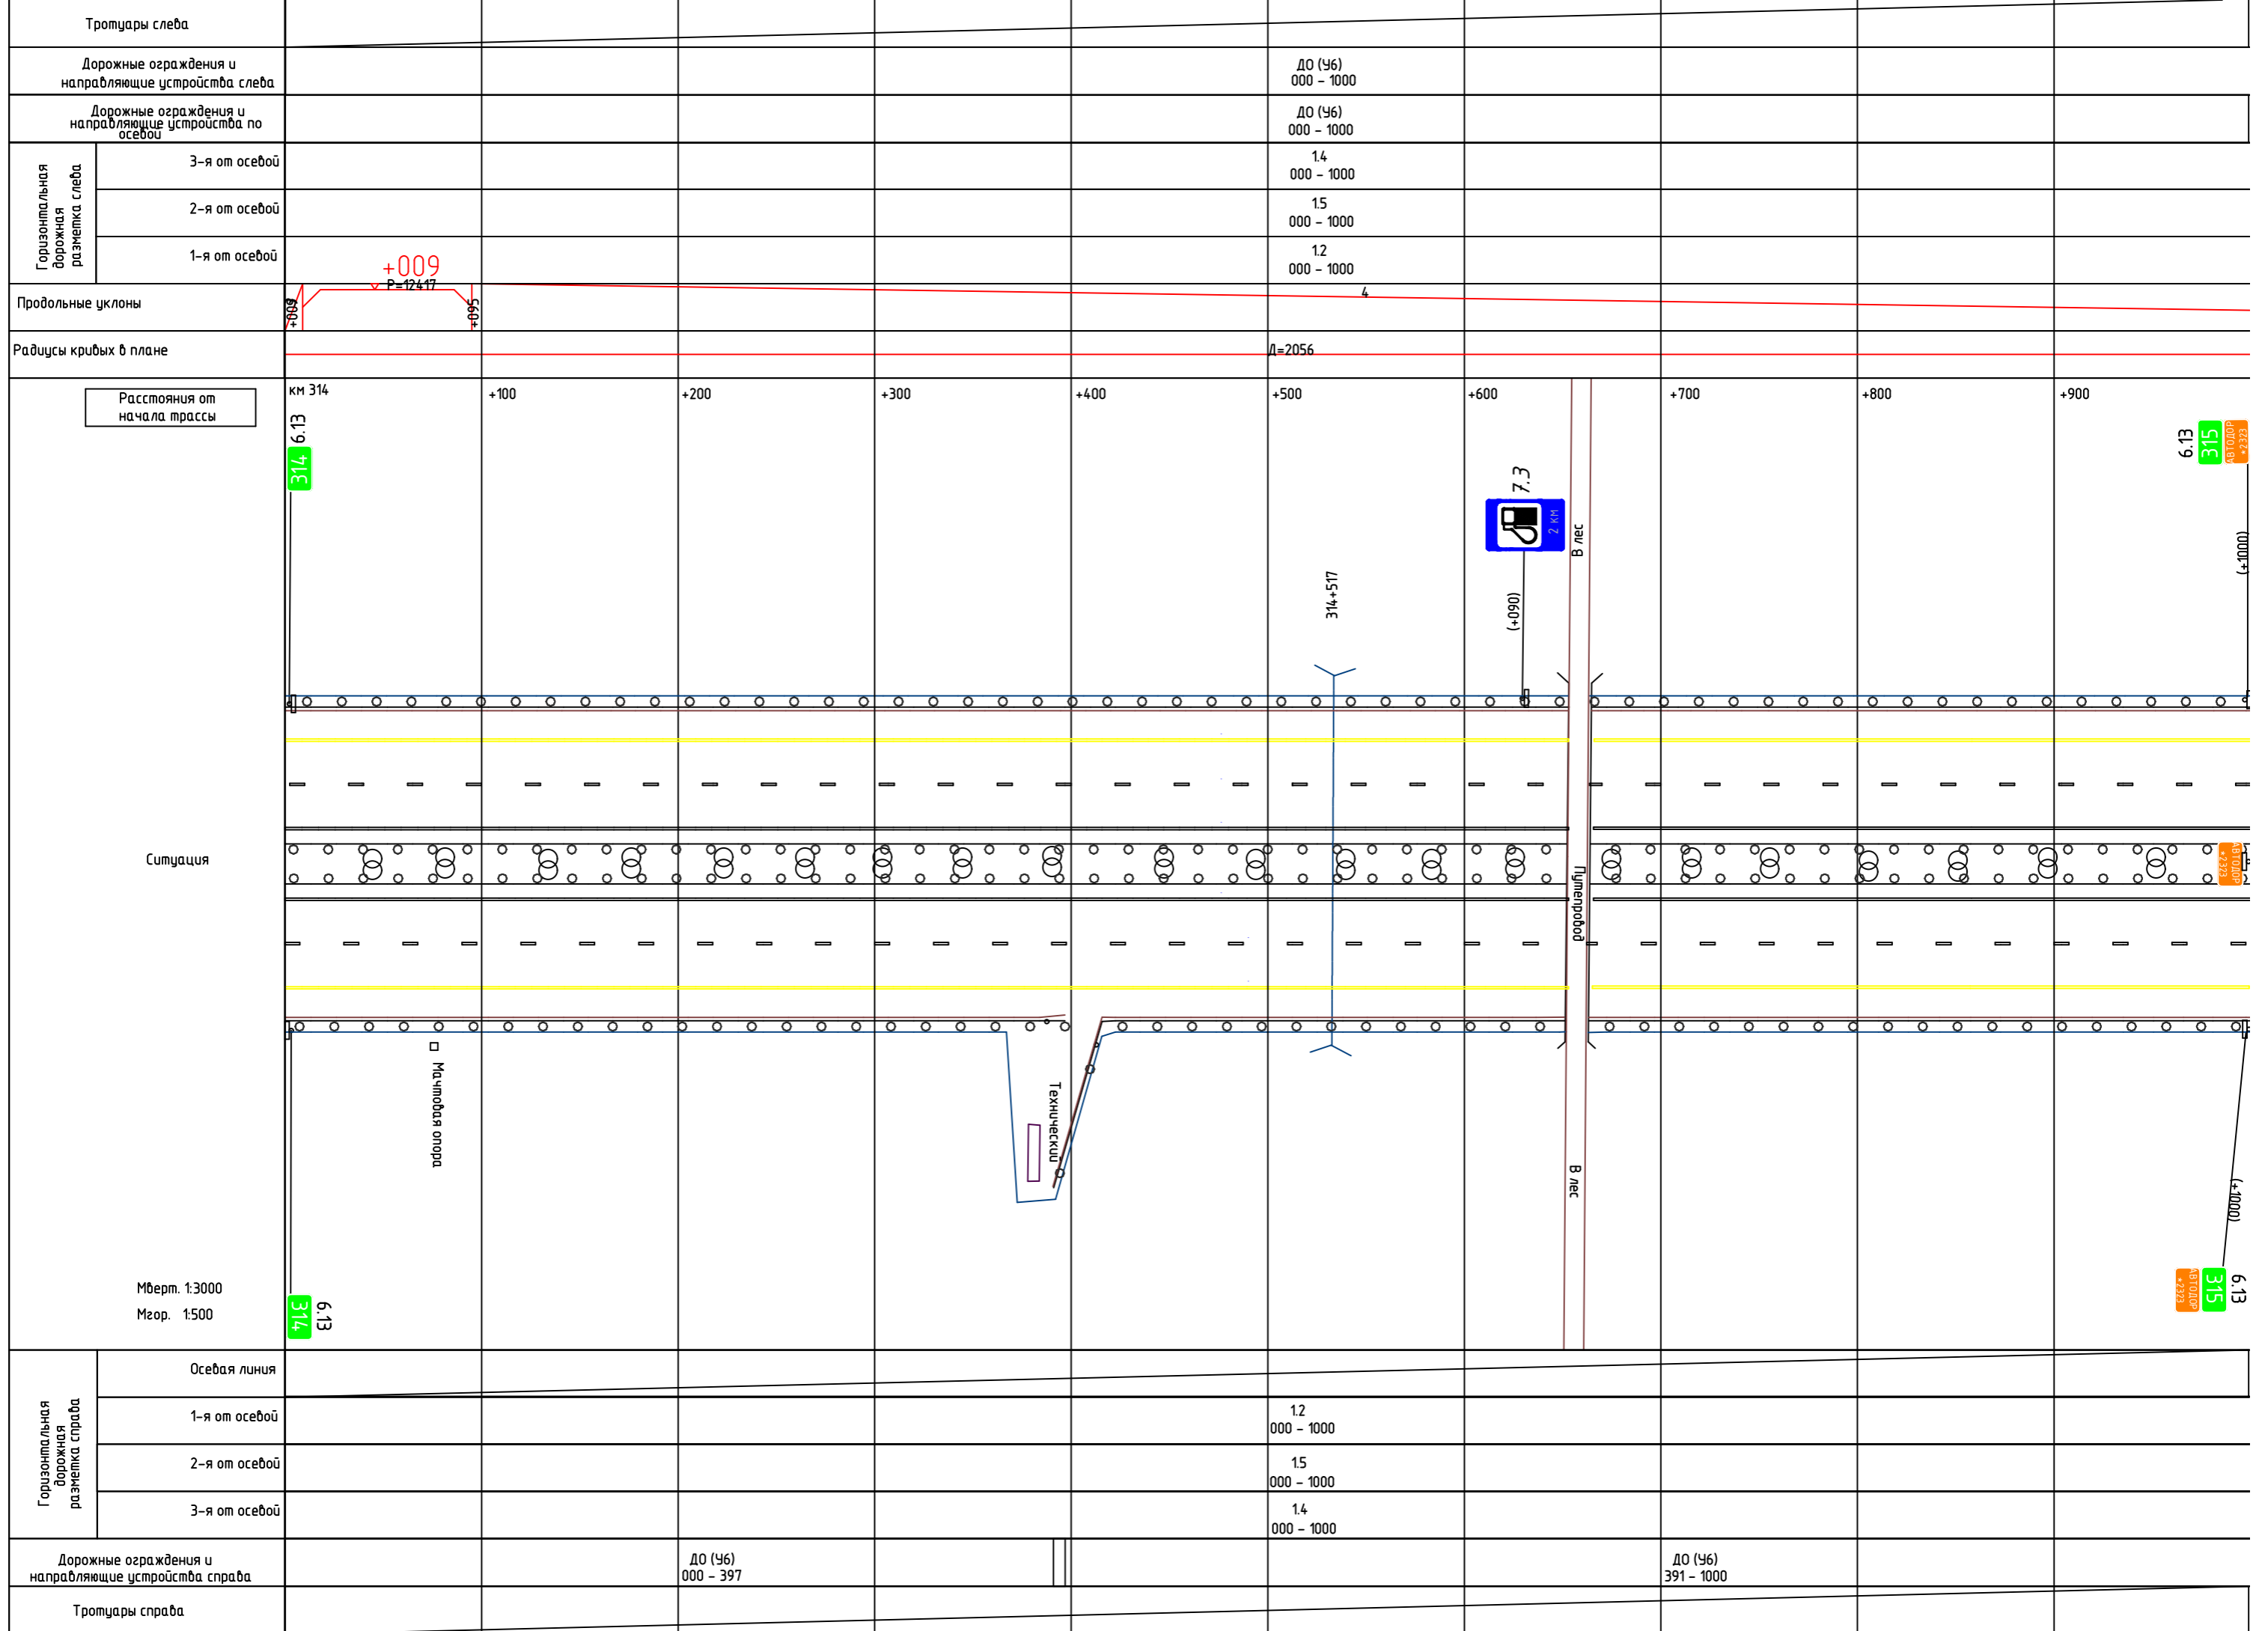 Тротуары слева
Дорожные ограждения и
направляющие устройства слева
ДО (У6)
000 – 1000
Дорожные ограждения и
направляющие устройства по
осевой
ДО (У6)
000 – 1000
Горизонтальная
дорожная
разметка слева
3–я от осевой
1.4
000 – 1000
2–я от осевой
1.5
000 – 1000
1–я от осевой
1.2
000 – 1000
+009
Р=12417
Продольные уклоны
+009
+095
4
Радиусы кривых в плане
Д=2056
Расстояния от
начала трассы
км 314
+100
+200
+300
+400
+500
+600
+700
+800
+900
6.13
314
7.3
2 КМ
(+090)
314+517
В лес
6.13
315
АВТОДОР
*2323
(+1000)
Ситуация
Путепровод
АВТОДОР
*2323
Мачтовая опора
Технический
В лес
(+1000)
Мверт. 1:3000
Мгор. 1:500
314
6.13
АВТОДОР
*2323
315
6.13
Горизонтальная
дорожная
разметка справа
Осевая линия
1–я от осевой
1.2
000 – 1000
2–я от осевой
1.5
000 – 1000
3–я от осевой
1.4
000 – 1000
Дорожные ограждения и
направляющие устройства справа
ДО (У6)
000 – 397
ДО (У6)
391 – 1000
Тротуары справа